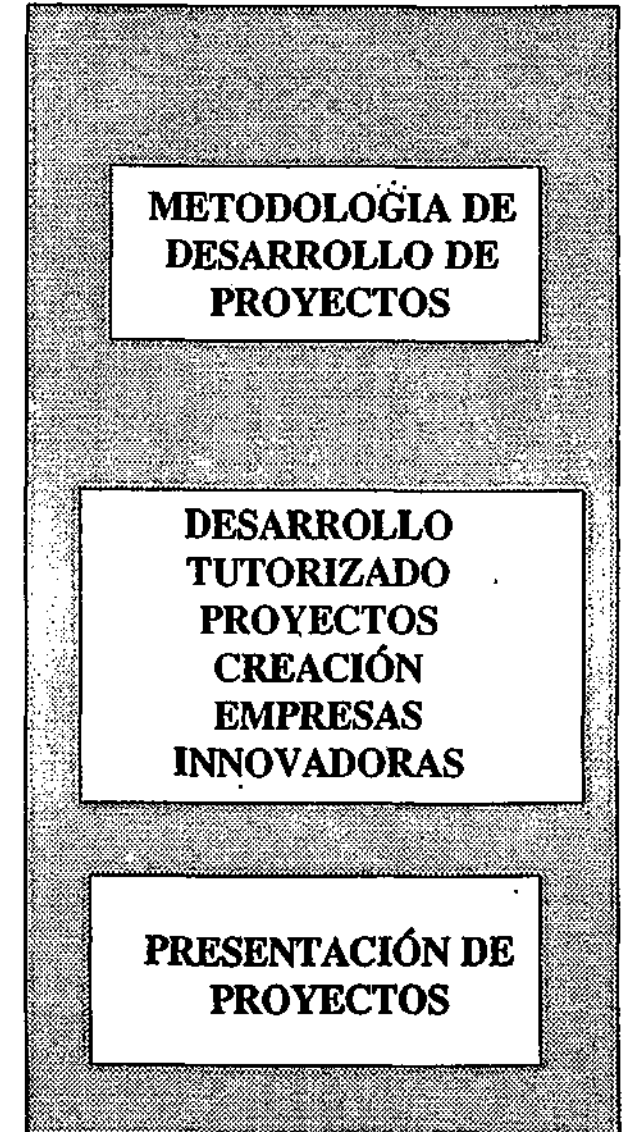 METODOLOGIA DE
DESARROLLO DE
PROYECTOS
DESARROLLO
TUTORIZADO
PROYECTOS
CREACIÓN
EMPRESAS
INNOVADORAS
PRESENTACIÓN DE
PROYECTOS